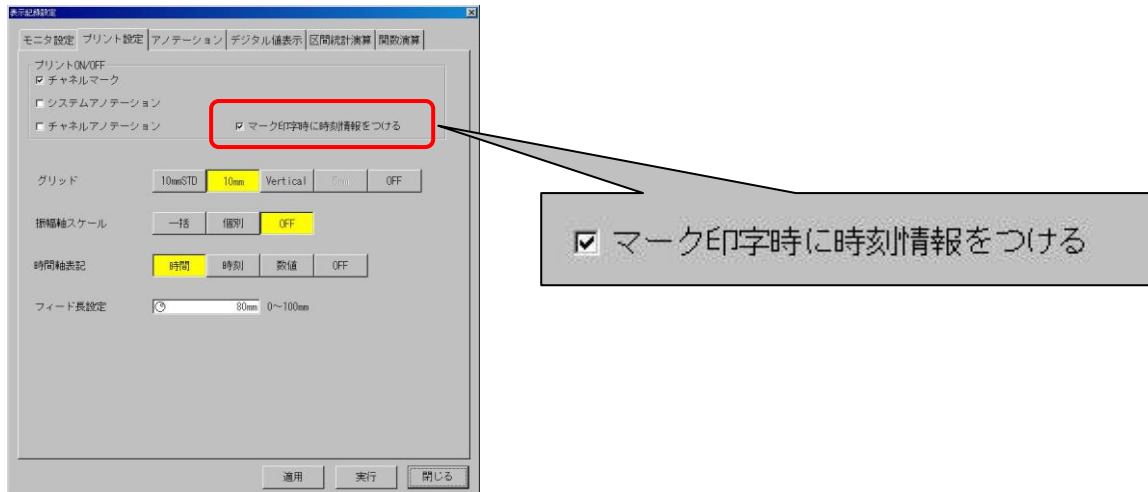 表示記録設定
モニタ設定 プリント設定 アノテーション デジタル値表示 区間統計演算 関数演算
プリントON/OFF
チャネルマーク
システムアノテーション
チャネルアノテーション マーク印字時に時刻情報をつける
グリッド 10mmSTD 10mm Vertical 5mm OFF
振幅軸スケール 一括 個別 OFF
時間軸表記 時間 時刻 数値 OFF
フィード長設定 80mm 0～100mm
マーク印字時に時刻情報をつける
適用 実行 閉じる